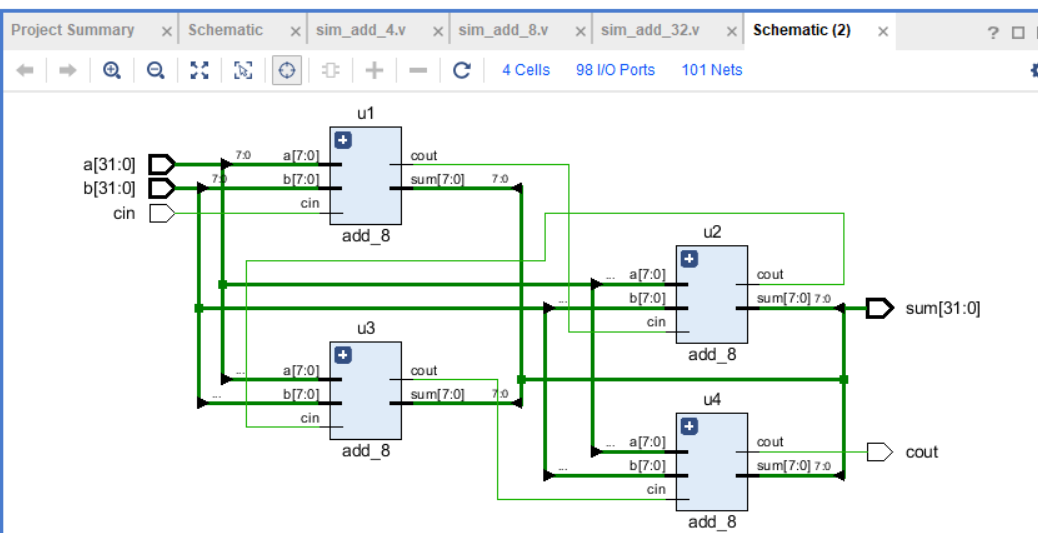 Project Summary × Schematic × sim_add_4.v × sim_add_8.v × sim_add_32.v × Schematic (2) × ?
4 Cells 98 I/O Ports 101 Nets
u1
a[31:0] 7:0 a[7:0] cout
b[31:0] 7:0 b[7:0] sum[7:0] 7:0
cin cin
add_8
u2
... a[7:0] cout
... b[7:0] sum[7:0] 7:0 sum[31:0]
cin
add_8
u3
... a[7:0] cout
... b[7:0] sum[7:0] 7:0
cin
add_8
u4
... a[7:0] cout cout
... b[7:0] sum[7:0] 7:0
cin
add_8